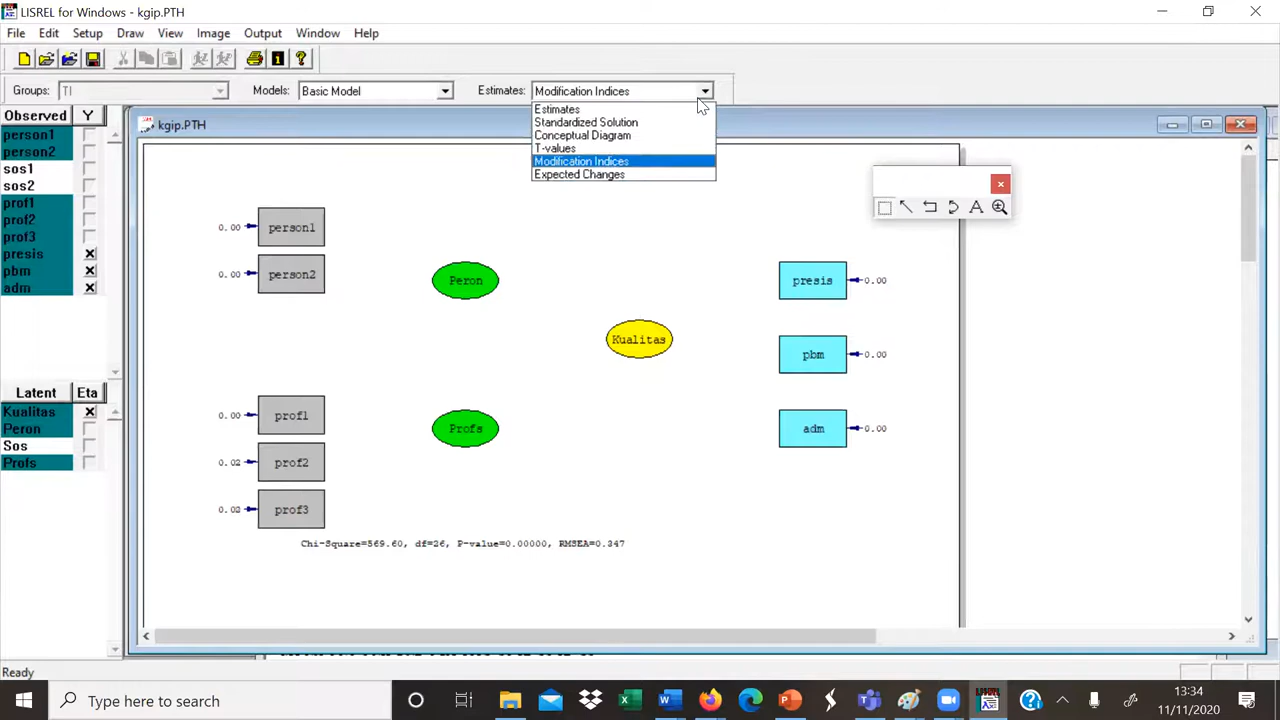 LISREL for Windows - kgip.PTH
File Edit Setup Draw View Image Output Window Help
Groups: TI Models: Basic Model Estimates: Modification Indices
Estimates
Standardized Solution
Conceptual Diagram
T-values
Modification Indices
Expected Changes
Observed Y
person1
person2
sos1
sos2
prof1
prof2
prof3
presis X
pbm X
adm X
Latent Eta
Kualitas X
Peron
Sos
Profs
kgip.PTH
0.00 person1
0.00 person2
Peron
Kualitas
presis 0.00
pbm 0.00
adm 0.00
0.00 prof1
0.02 prof2
0.02 prof3
Profs
Chi-Square=569.60, df=26, P-value=0.00000, RMSEA=0.347
A
Ready
Type here to search
13:34
11/11/2020